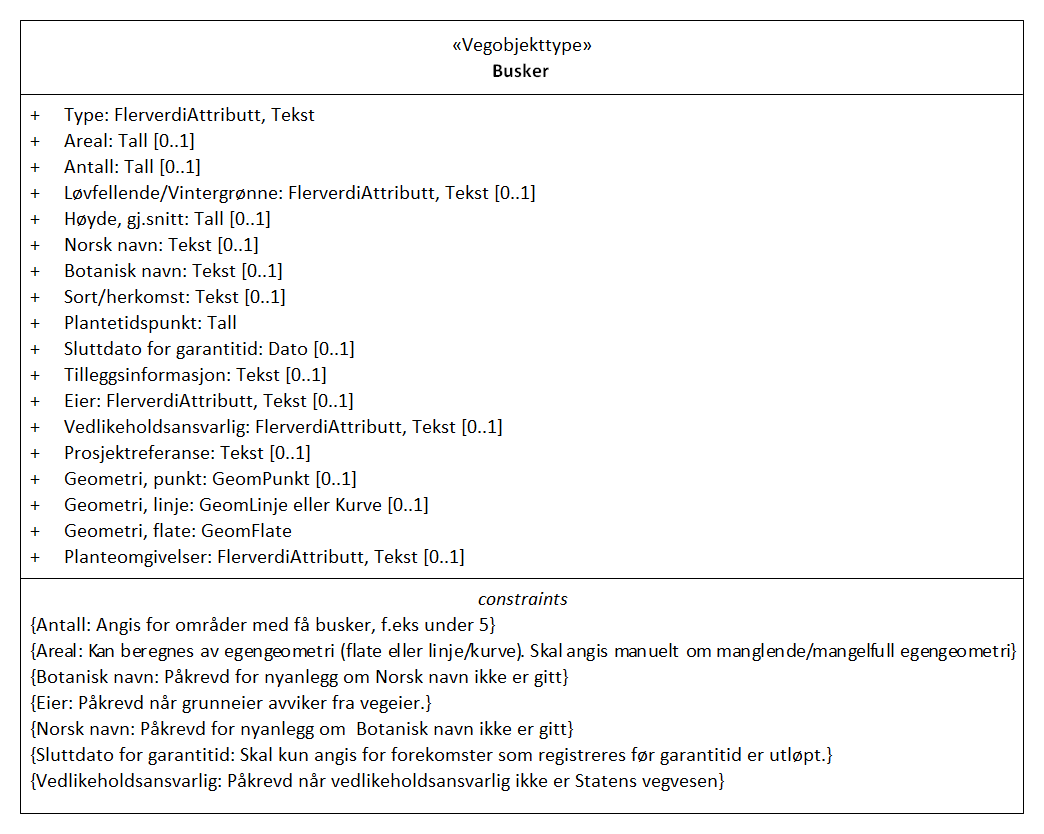 «Vegobjekttype»
Busker
+ Type: FlerverdiAttributt, Tekst
+ Areal: Tall [0..1]
+ Antall: Tall [0..1]
+ Løvfellende/Vintergrønne: FlerverdiAttributt, Tekst [0..1]
+ Høyde, gj.snitt: Tall [0..1]
+ Norsk navn: Tekst [0..1]
+ Botanisk navn: Tekst [0..1]
+ Sort/herkomst: Tekst [0..1]
+ Plantetidspunkt: Tall
+ Sluttdato for garantitid: Dato [0..1]
+ Tilleggsinformasjon: Tekst [0..1]
+ Eier: FlerverdiAttributt, Tekst [0..1]
+ Vedlikeholdsansvarlig: FlerverdiAttributt, Tekst [0..1]
+ Prosjektreferanse: Tekst [0..1]
+ Geometri, punkt: GeomPunkt [0..1]
+ Geometri, linje: GeomLinje eller Kurve [0..1]
+ Geometri, flate: GeomFlate
+ Planteomgivelser: FlerverdiAttributt, Tekst [0..1]
constraints
{Antall: Angis for områder med få busker, f.eks under 5}
{Areal: Kan beregnes av egengeometri (flate eller linje/kurve). Skal angis manuelt om manglende/mangelfull egengeometri}
{Botanisk navn: Påkrevd for nyanlegg om Norsk navn ikke er gitt}
{Eier: Påkrevd når grunneier avviker fra vegeier.}
{Norsk navn: Påkrevd for nyanlegg om  Botanisk navn ikke er gitt}
{Sluttdato for garantitid: Skal kun angis for forekomster som registreres før garantitid er utløpt.}
{Vedlikeholdsansvarlig: Påkrevd når vedlikeholdsansvarlig ikke er Statens vegvesen}